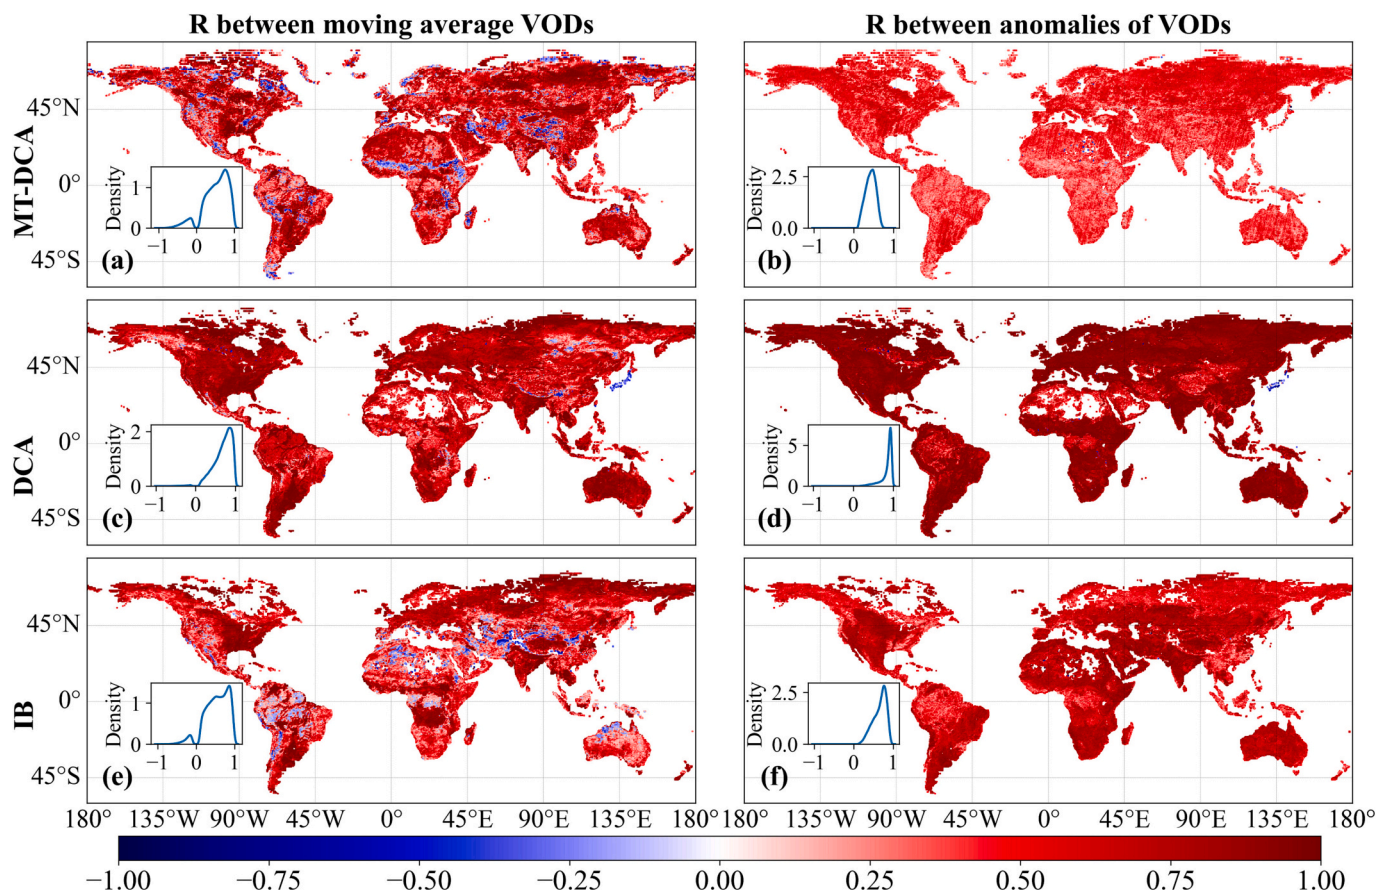 R between moving average VODs
R between anomalies of VODs
MT-DCA
45°N
0°
45°S
Density
1
0
−1 0 1
(a)
Density
2.5
0.0
−1 0 1
(b)
DCA
45°N
0°
45°S
Density
2
0
−1 0 1
(c)
Density
5
0
−1 0 1
(d)
IB
45°N
0°
45°S
Density
1
0
−1 0 1
(e)
Density
2.5
0.0
−1 0 1
(f)
180° 135°W 90°W 45°W 0° 45°E 90°E 135°E 180°
180° 135°W 90°W 45°W 0° 45°E 90°E 135°E 180°
−1.00 −0.75 −0.50 −0.25 0.00 0.25 0.50 0.75 1.00